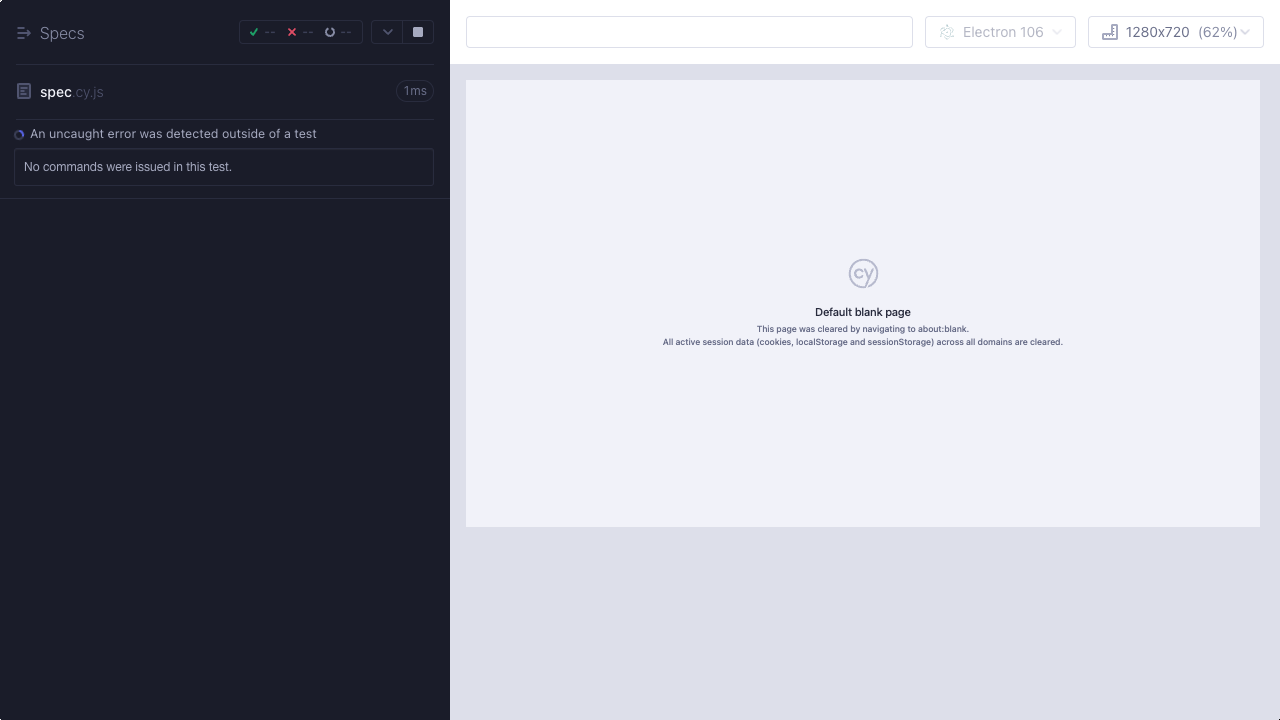 Specs
--
--
--
Electron 106
1280x720 (62%)
spec.cy.js
1ms
An uncaught error was detected outside of a test
No commands were issued in this test.
cy
Default blank page
This page was cleared by navigating to about:blank.
All active session data (cookies, localStorage and sessionStorage) across all domains are cleared.